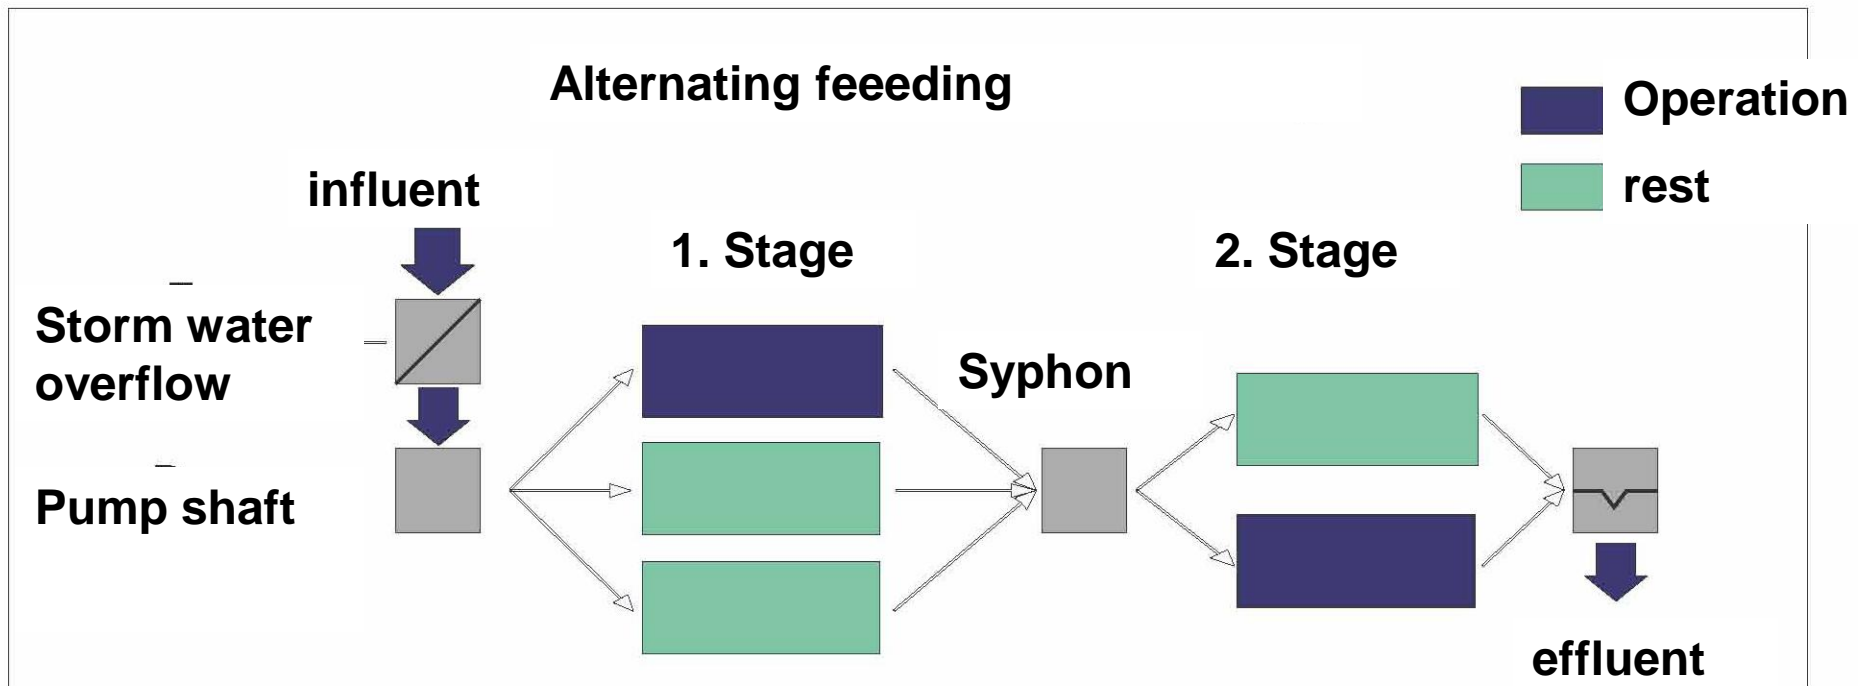 Alternating feeeding
Operation
rest
influent
1. Stage
2. Stage
Storm water
overflow
Syphon
Pump shaft
effluent